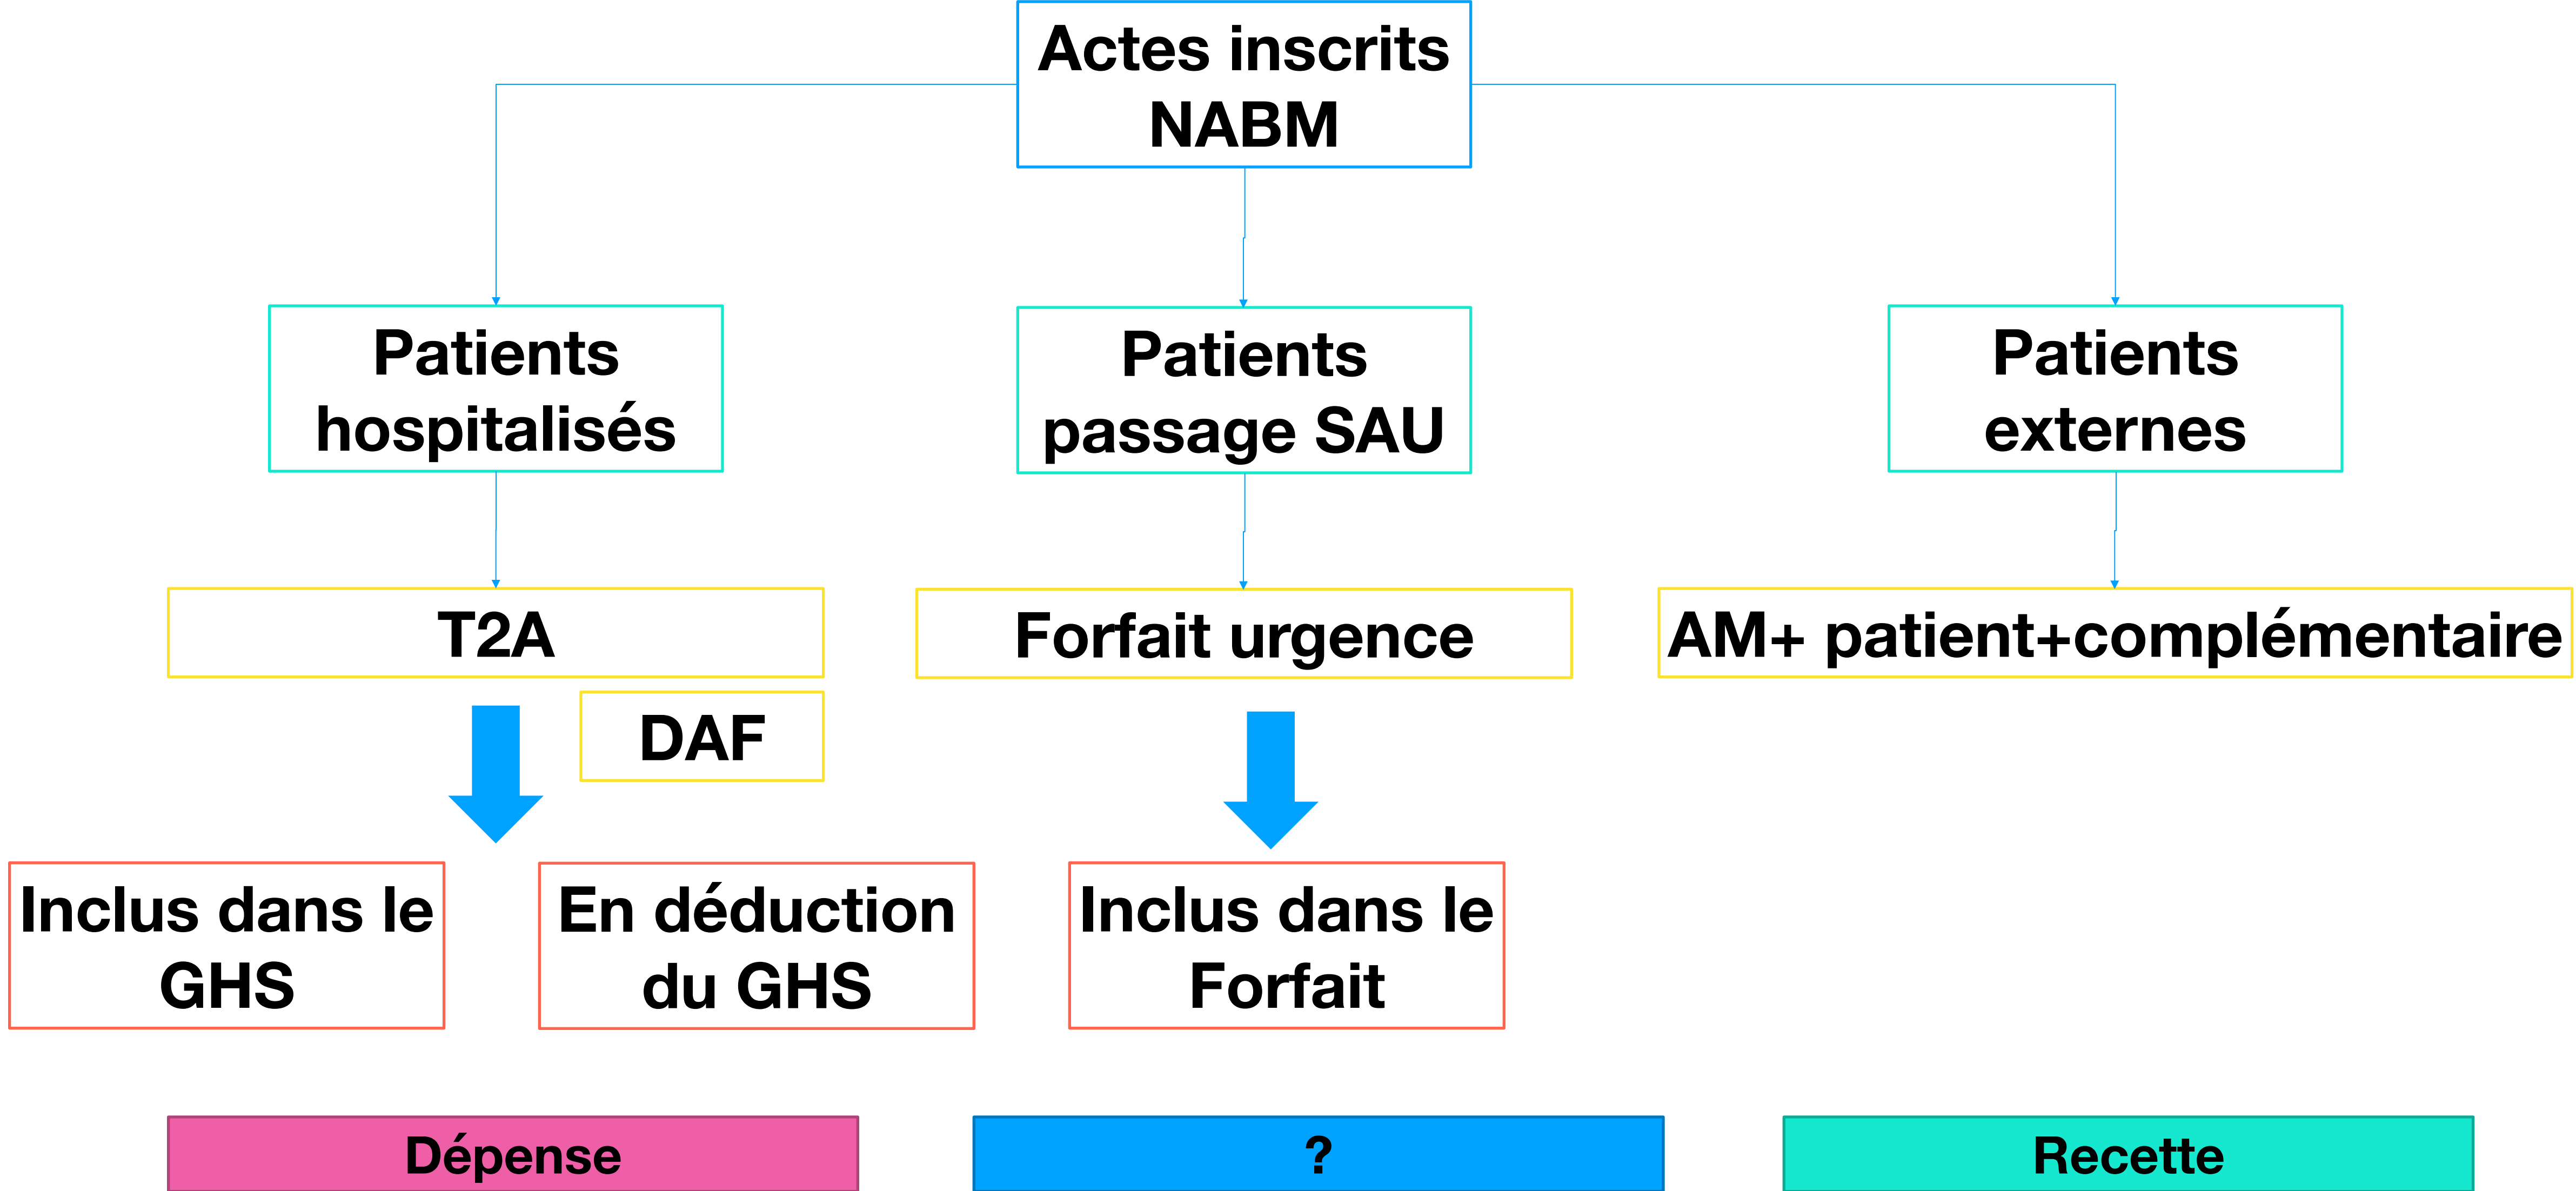 Actes inscrits
NABM
Patients
hospitalisés
Patients
passage SAU
Patients
externes
T2A
Forfait urgence
AM+ patient+complémentaire
DAF
Inclus dans le
GHS
En déduction
du GHS
Inclus dans le
Forfait
Dépense
?
Recette